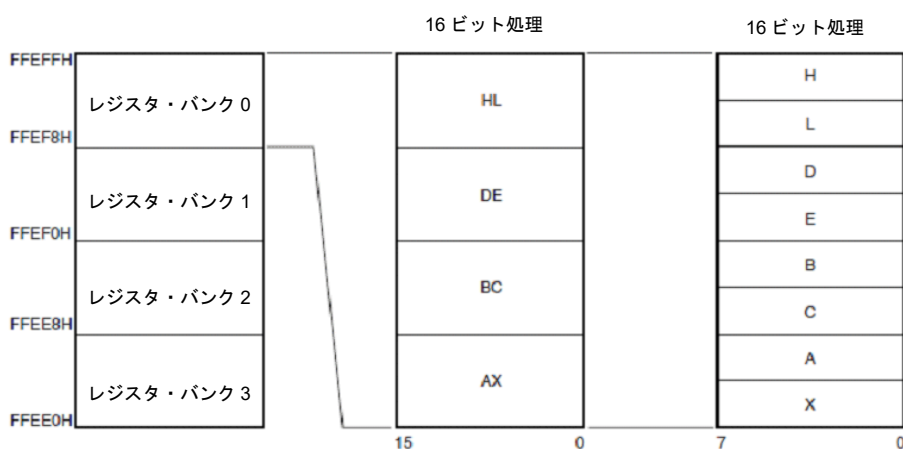 16 ビット処理
16 ビット処理
FFEFFH
レジスタ・バンク 0
HL
H
L
FFEF8H
レジスタ・バンク 1
DE
D
E
FFEF0H
レジスタ・バンク 2
BC
B
C
FFEE8H
レジスタ・バンク 3
AX
A
X
FFEE0H
15
0
7
0